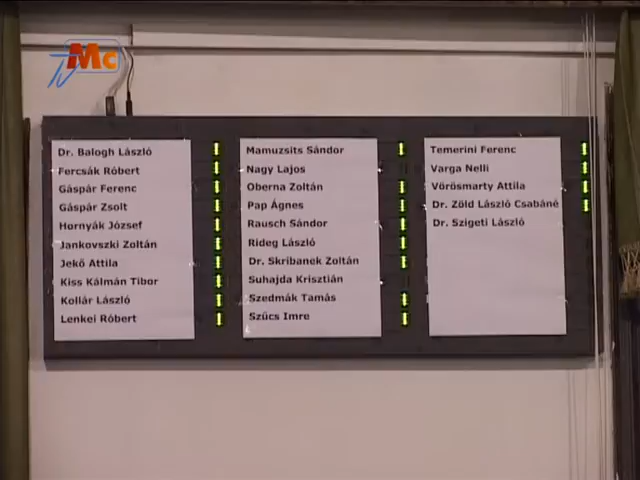 TV Mc
Dr. Balogh László
Fercsák Róbert
Gáspár Ferenc
Gáspár Zsolt
Hornyák József
Jankovszki Zoltán
Jekő Attila
Kiss Kálmán Tibor
Kollár László
Lenkei Róbert
Mamuzsits Sándor
Nagy Lajos
Oberna Zoltán
Pap Ágnes
Rausch Sándor
Rideg László
Dr. Skribanek Zoltán
Suhajda Krisztián
Szedmák Tamás
Szűcs Imre
Temerini Ferenc
Varga Nelli
Vörösmarty Attila
Dr. Zöld László Csabáné
Dr. Szigeti László